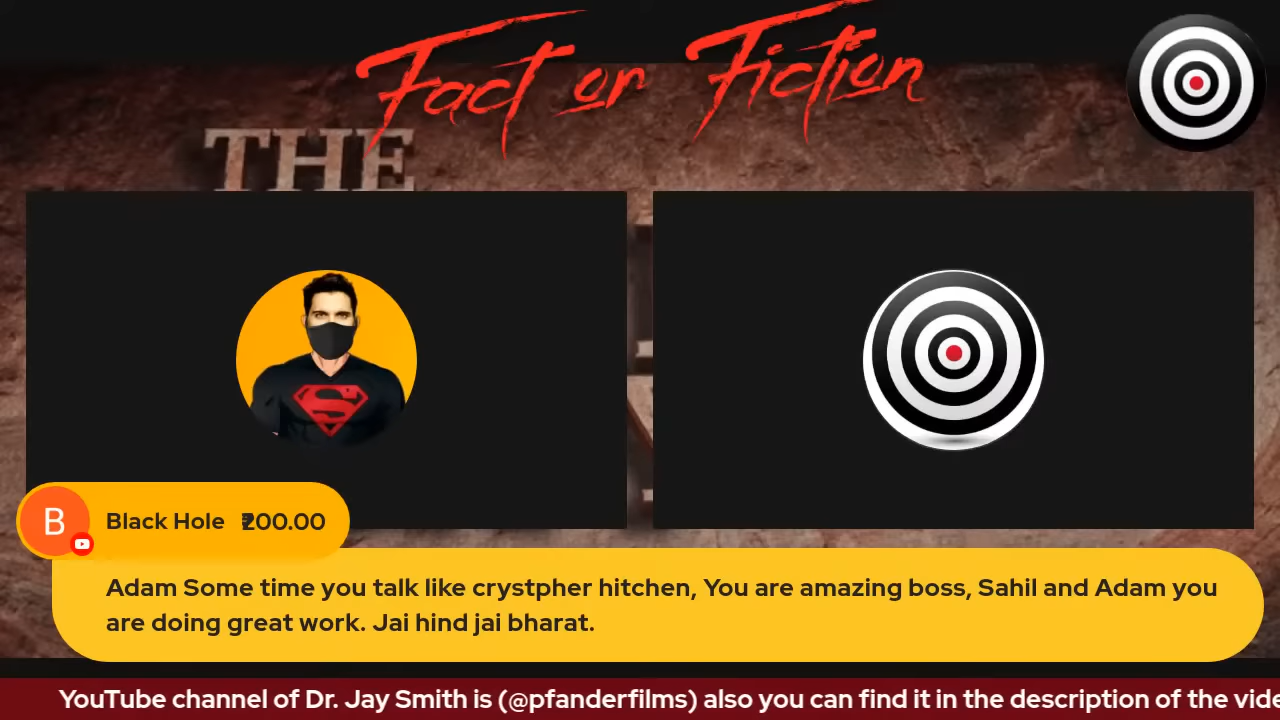 Fact or Fiction
THE
B
Black Hole ₹200.00
Adam Some time you talk like crystpher hitchen, You are amazing boss, Sahil and Adam you
are doing great work. Jai hind jai bharat.
YouTube channel of Dr. Jay Smith is (@pfanderfilms) also you can find it in the description of the vide